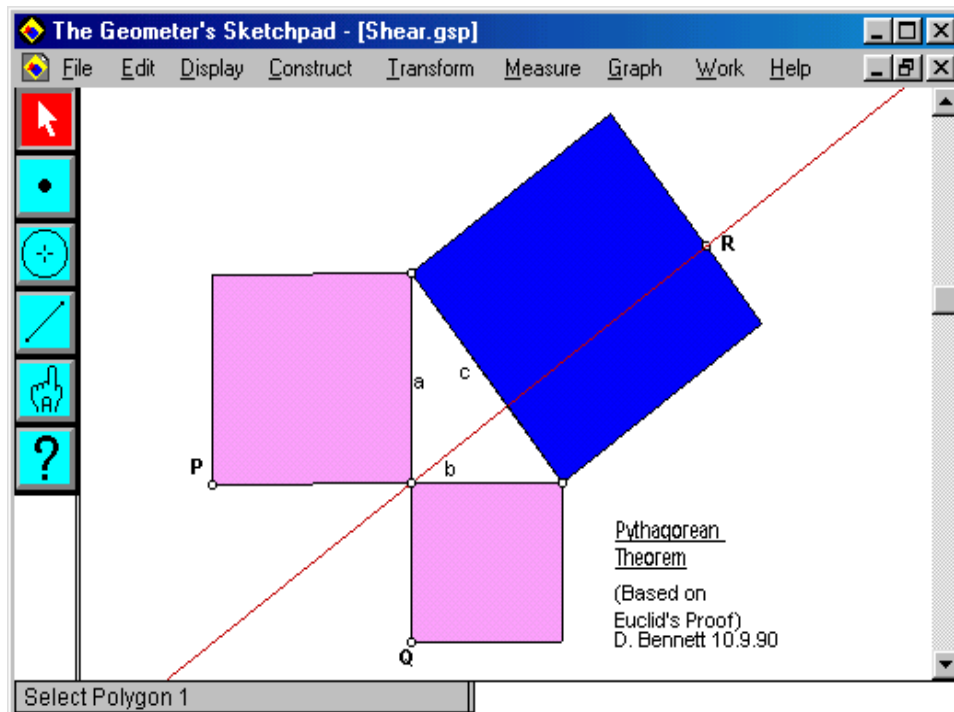 The Geometer's Sketchpad - [Shear.gsp]
File Edit Display Construct Transform Measure Graph Work Help
A
?
R
a
c
P
b
Pythagorean
Theorem
(Based on
Euclid's Proof)
D. Bennett 10.9.90
Q
Select Polygon 1